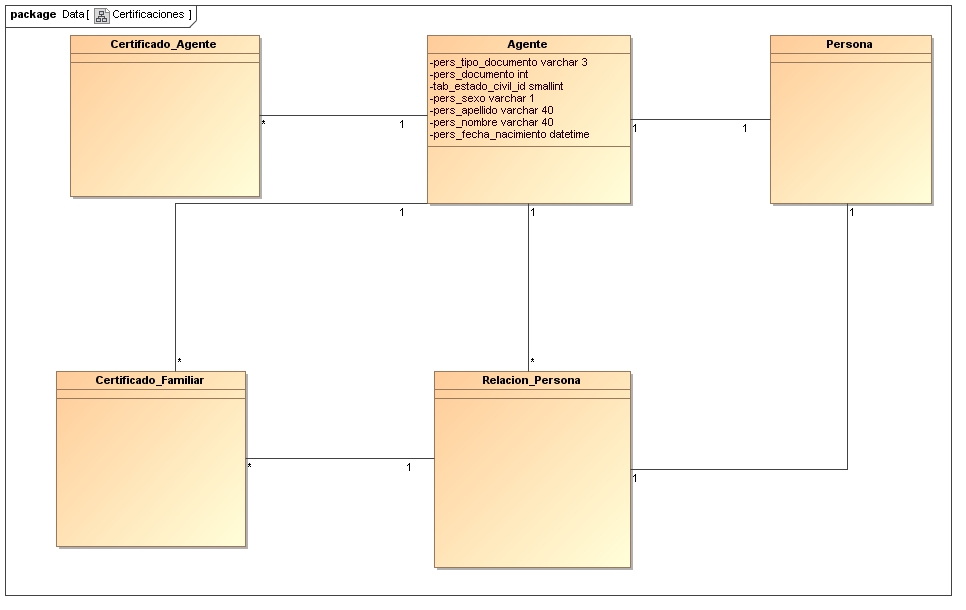 package Data[ Certificaciones ]
Certificado_Agente
Agente
-pers_tipo_documento varchar 3
-pers_documento int
-tab_estado_civil_id smallint
-pers_sexo varchar 1
-pers_apellido varchar 40
-pers_nombre varchar 40
-pers_fecha_nacimiento datetime
Persona
*
1
1
1
1
1
1
*
*
Certificado_Familiar
Relacion_Persona
*
1
1